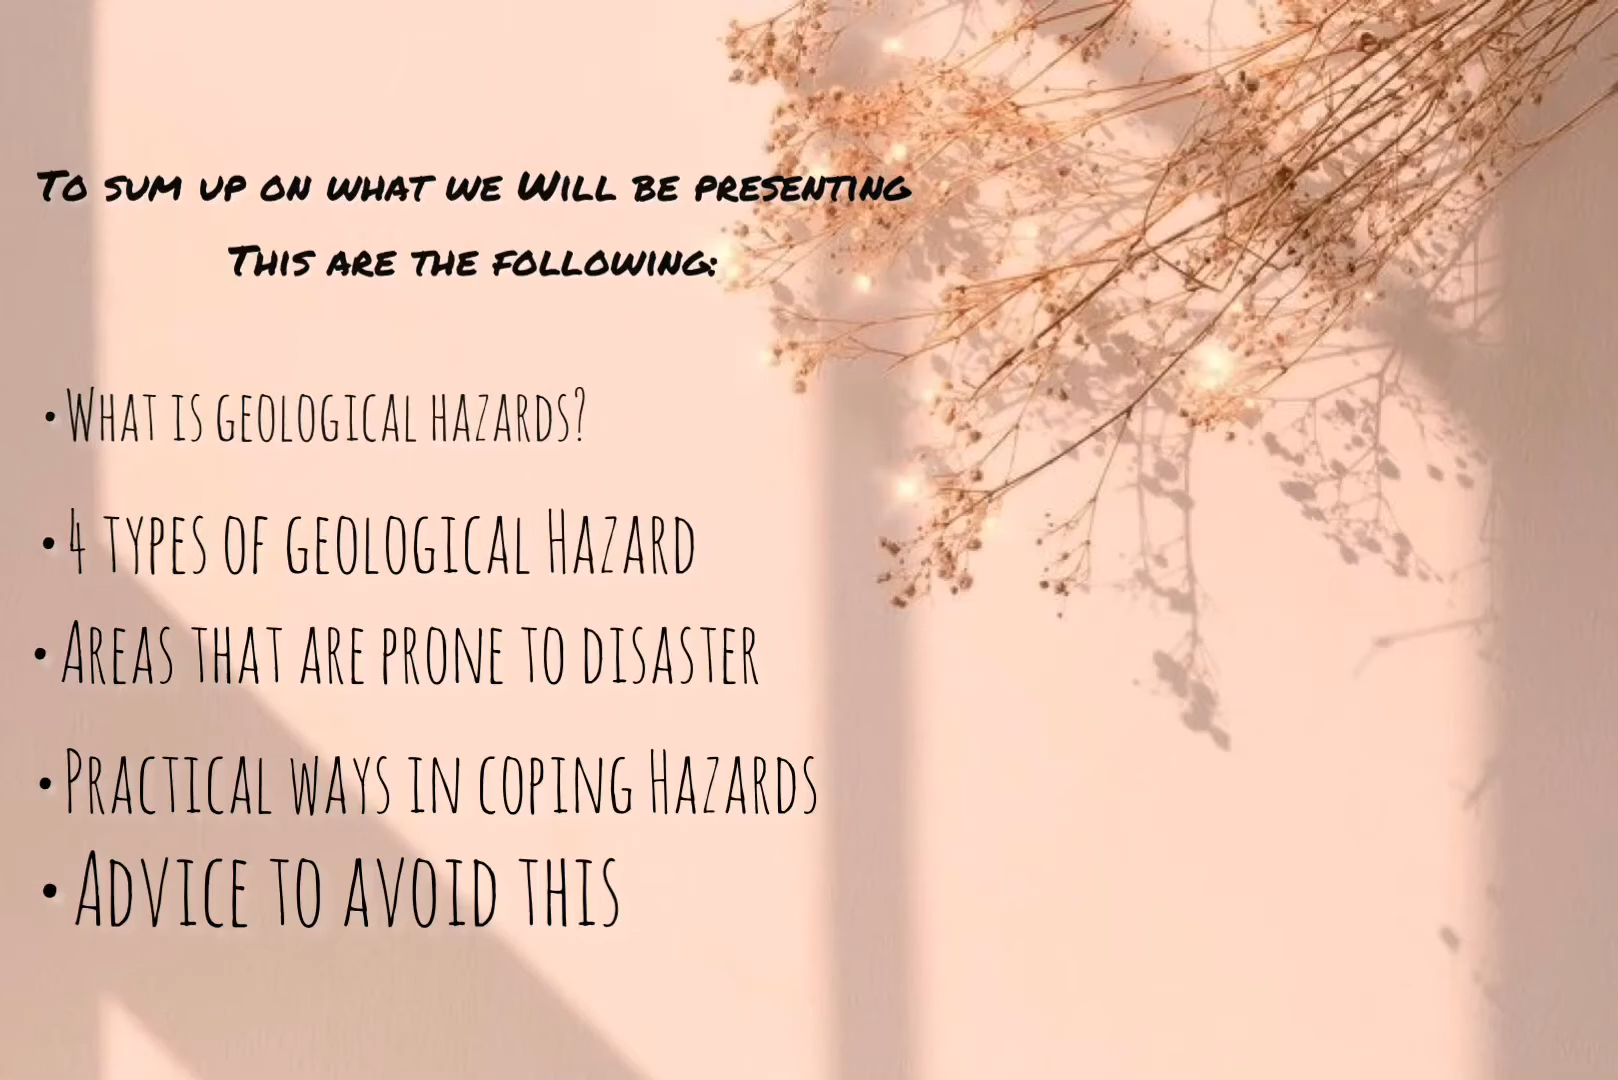 To sum up on what we Will be presenting
This are the following:
• What is geological hazards?
• 4 types of geological Hazard
• Areas that are prone to disaster
• Practical ways in coping Hazards
• Advice to avoid this